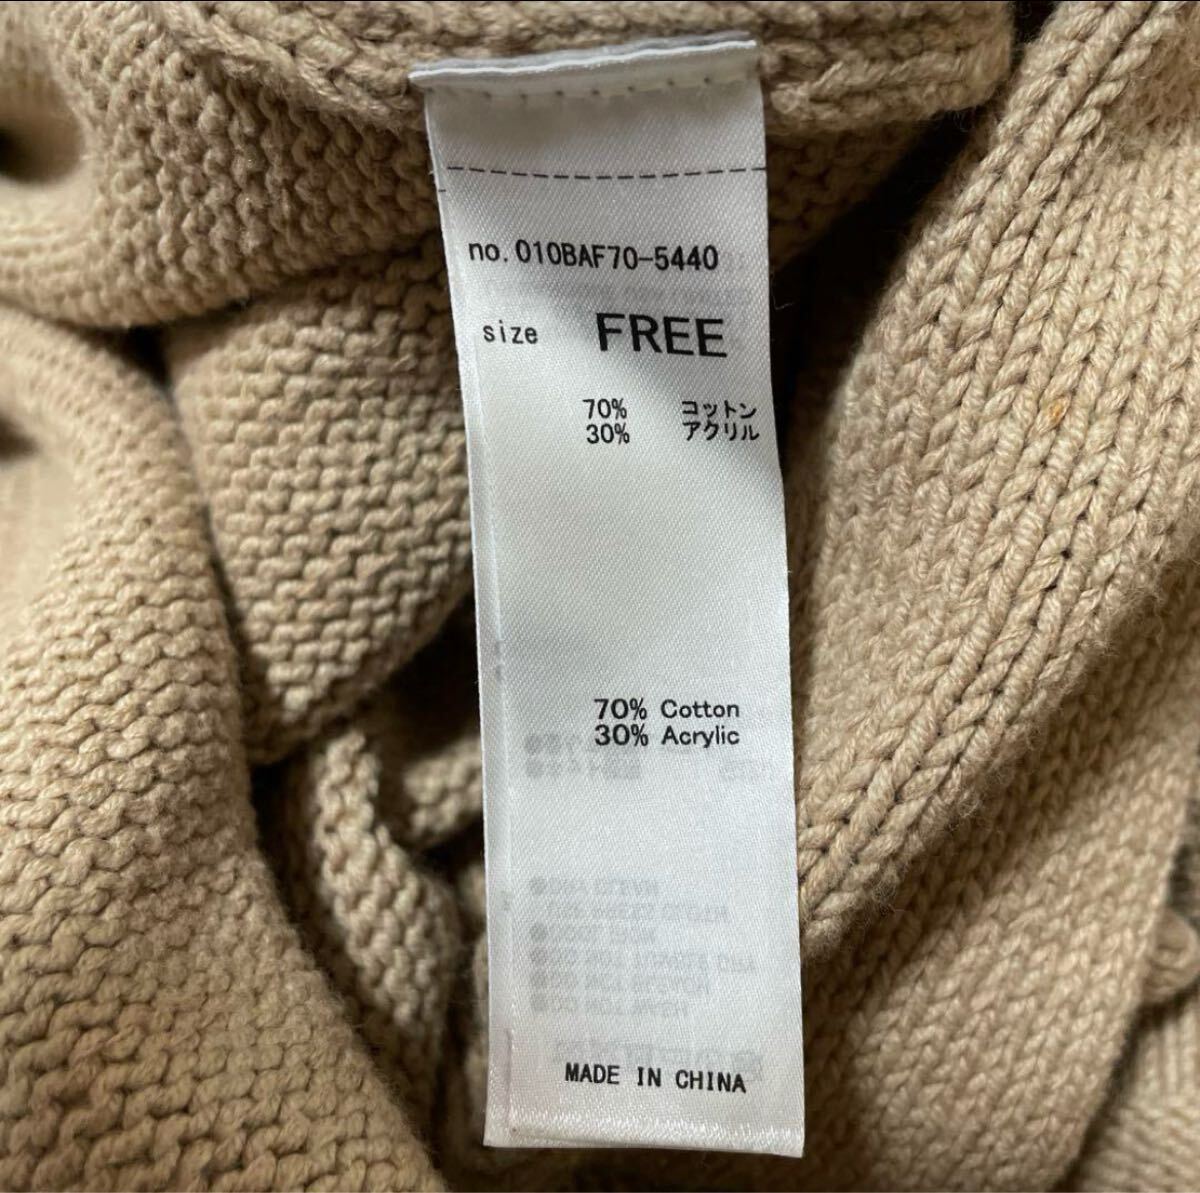 no.010BAF70-5440
size FREE
70% コットン
30% アクリル
70% Cotton
30% Acrylic
MADE IN CHINA